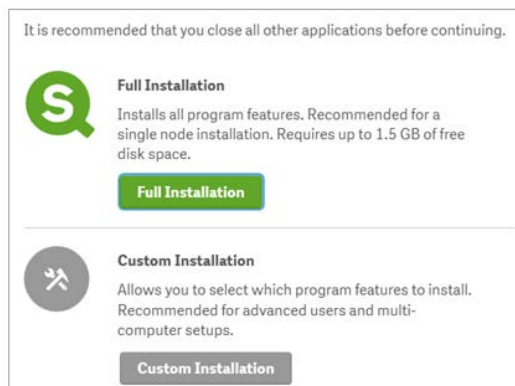 It is recommended that you close all other applications before continuing.
S
Full Installation
Installs all program features. Recommended for a
single node installation. Requires up to 1.5 GB of free
disk space.
Full Installation
Custom Installation
Allows you to select which program features to install.
Recommended for advanced users and multi-
computer setups.
Custom Installation